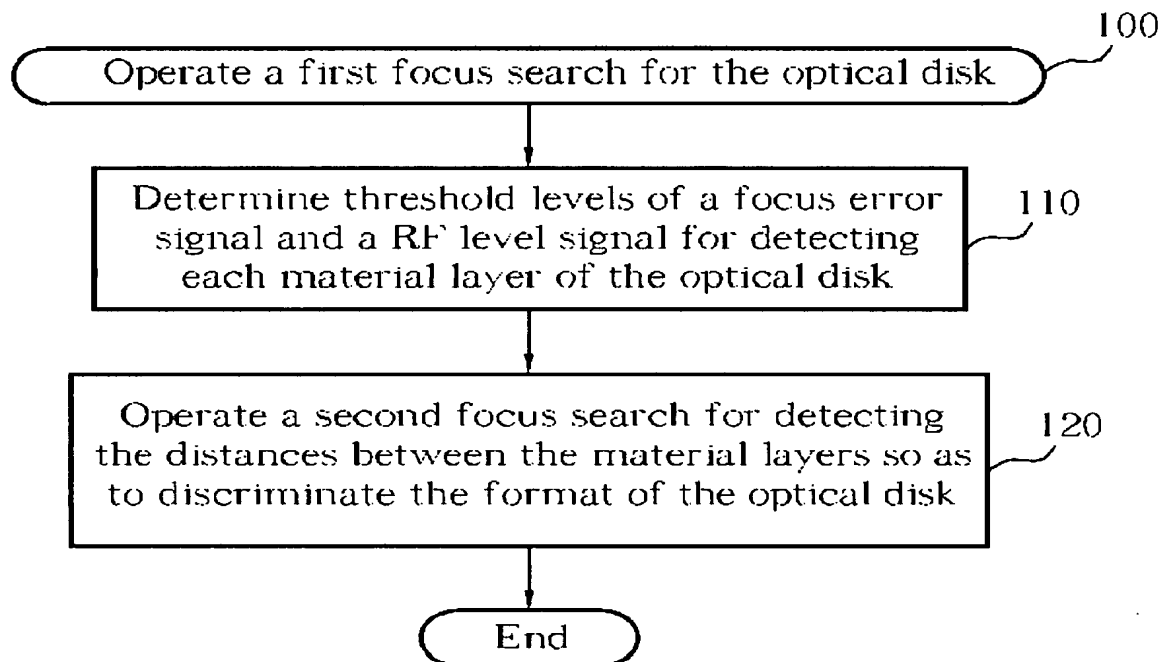 100
Operate a first focus search for the optical disk
Determine threshold levels of a focus error
signal and a RF level signal for detecting
each material layer of the optical disk
110
Operate a second focus search for detecting
the distances between the material layers so as
to discriminate the format of the optical disk
120
End